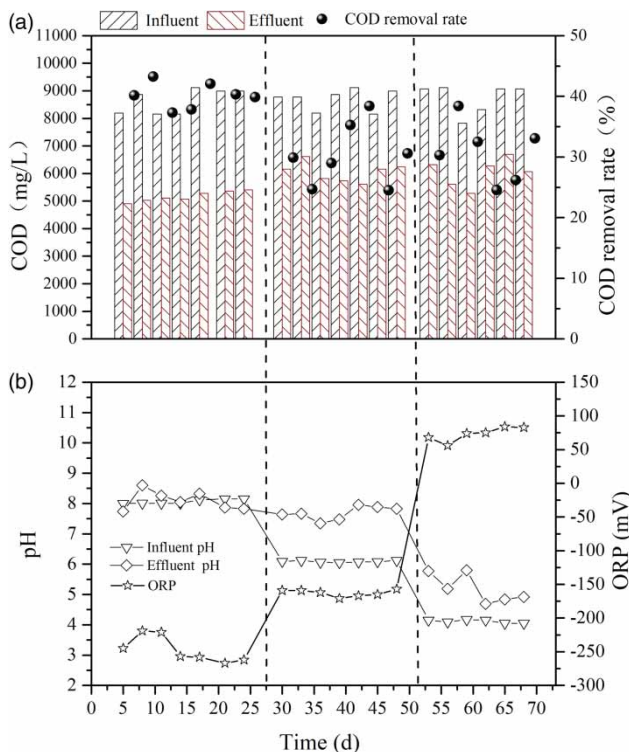 (a)
Influent
Effluent
COD removal rate
11000
10000
9000
8000
7000
6000
5000
4000
3000
2000
1000
0
COD (mg/L)
50
40
30
20
10
0
COD removal rate (%)
(b)
12
11
10
9
8
7
6
5
4
3
2
pH
Influent pH
Effluent pH
ORP
150
100
50
0
-50
-100
-150
-200
-250
-300
ORP (mV)
0 5 10 15 20 25 30 35 40 45 50 55 60 65 70
Time (d)